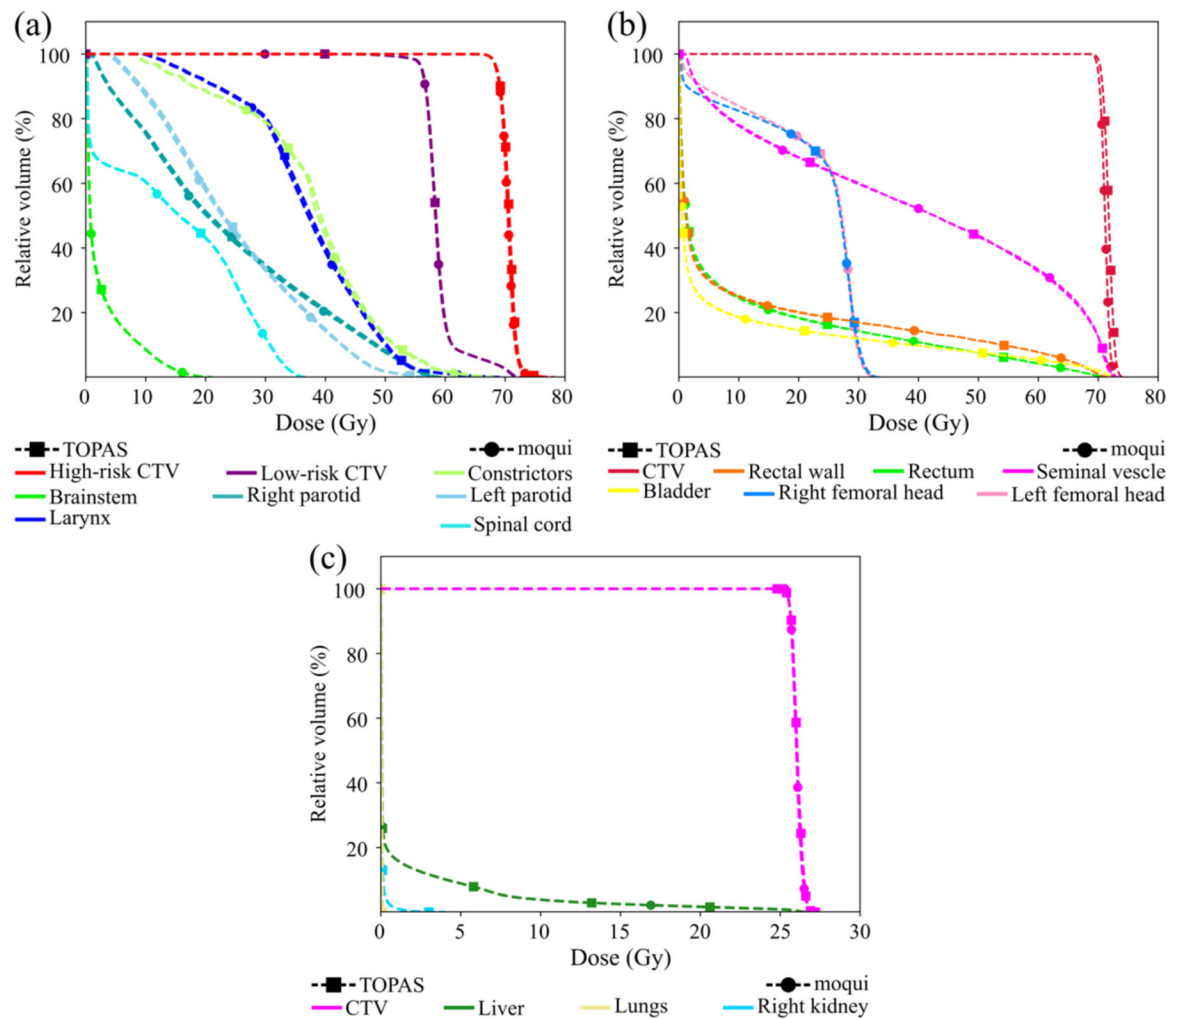 (a)
100
80
60
40
20
Relative volume (%)
0 10 20 30 40 50 60 70 80
Dose (Gy)
TOPAS moqui
High-risk CTV Low-risk CTV Constrictors
Brainstem Right parotid Left parotid
Larynx Spinal cord
(b)
100
80
60
40
20
Relative volume (%)
0 10 20 30 40 50 60 70 80
Dose (Gy)
TOPAS moqui
CTV Rectal wall Rectum Seminal vescle
Bladder Right femoral head Left femoral head
(c)
100
80
60
40
20
Relative volume (%)
0 5 10 15 20 25 30
Dose (Gy)
TOPAS moqui
CTV Liver Lungs Right kidney